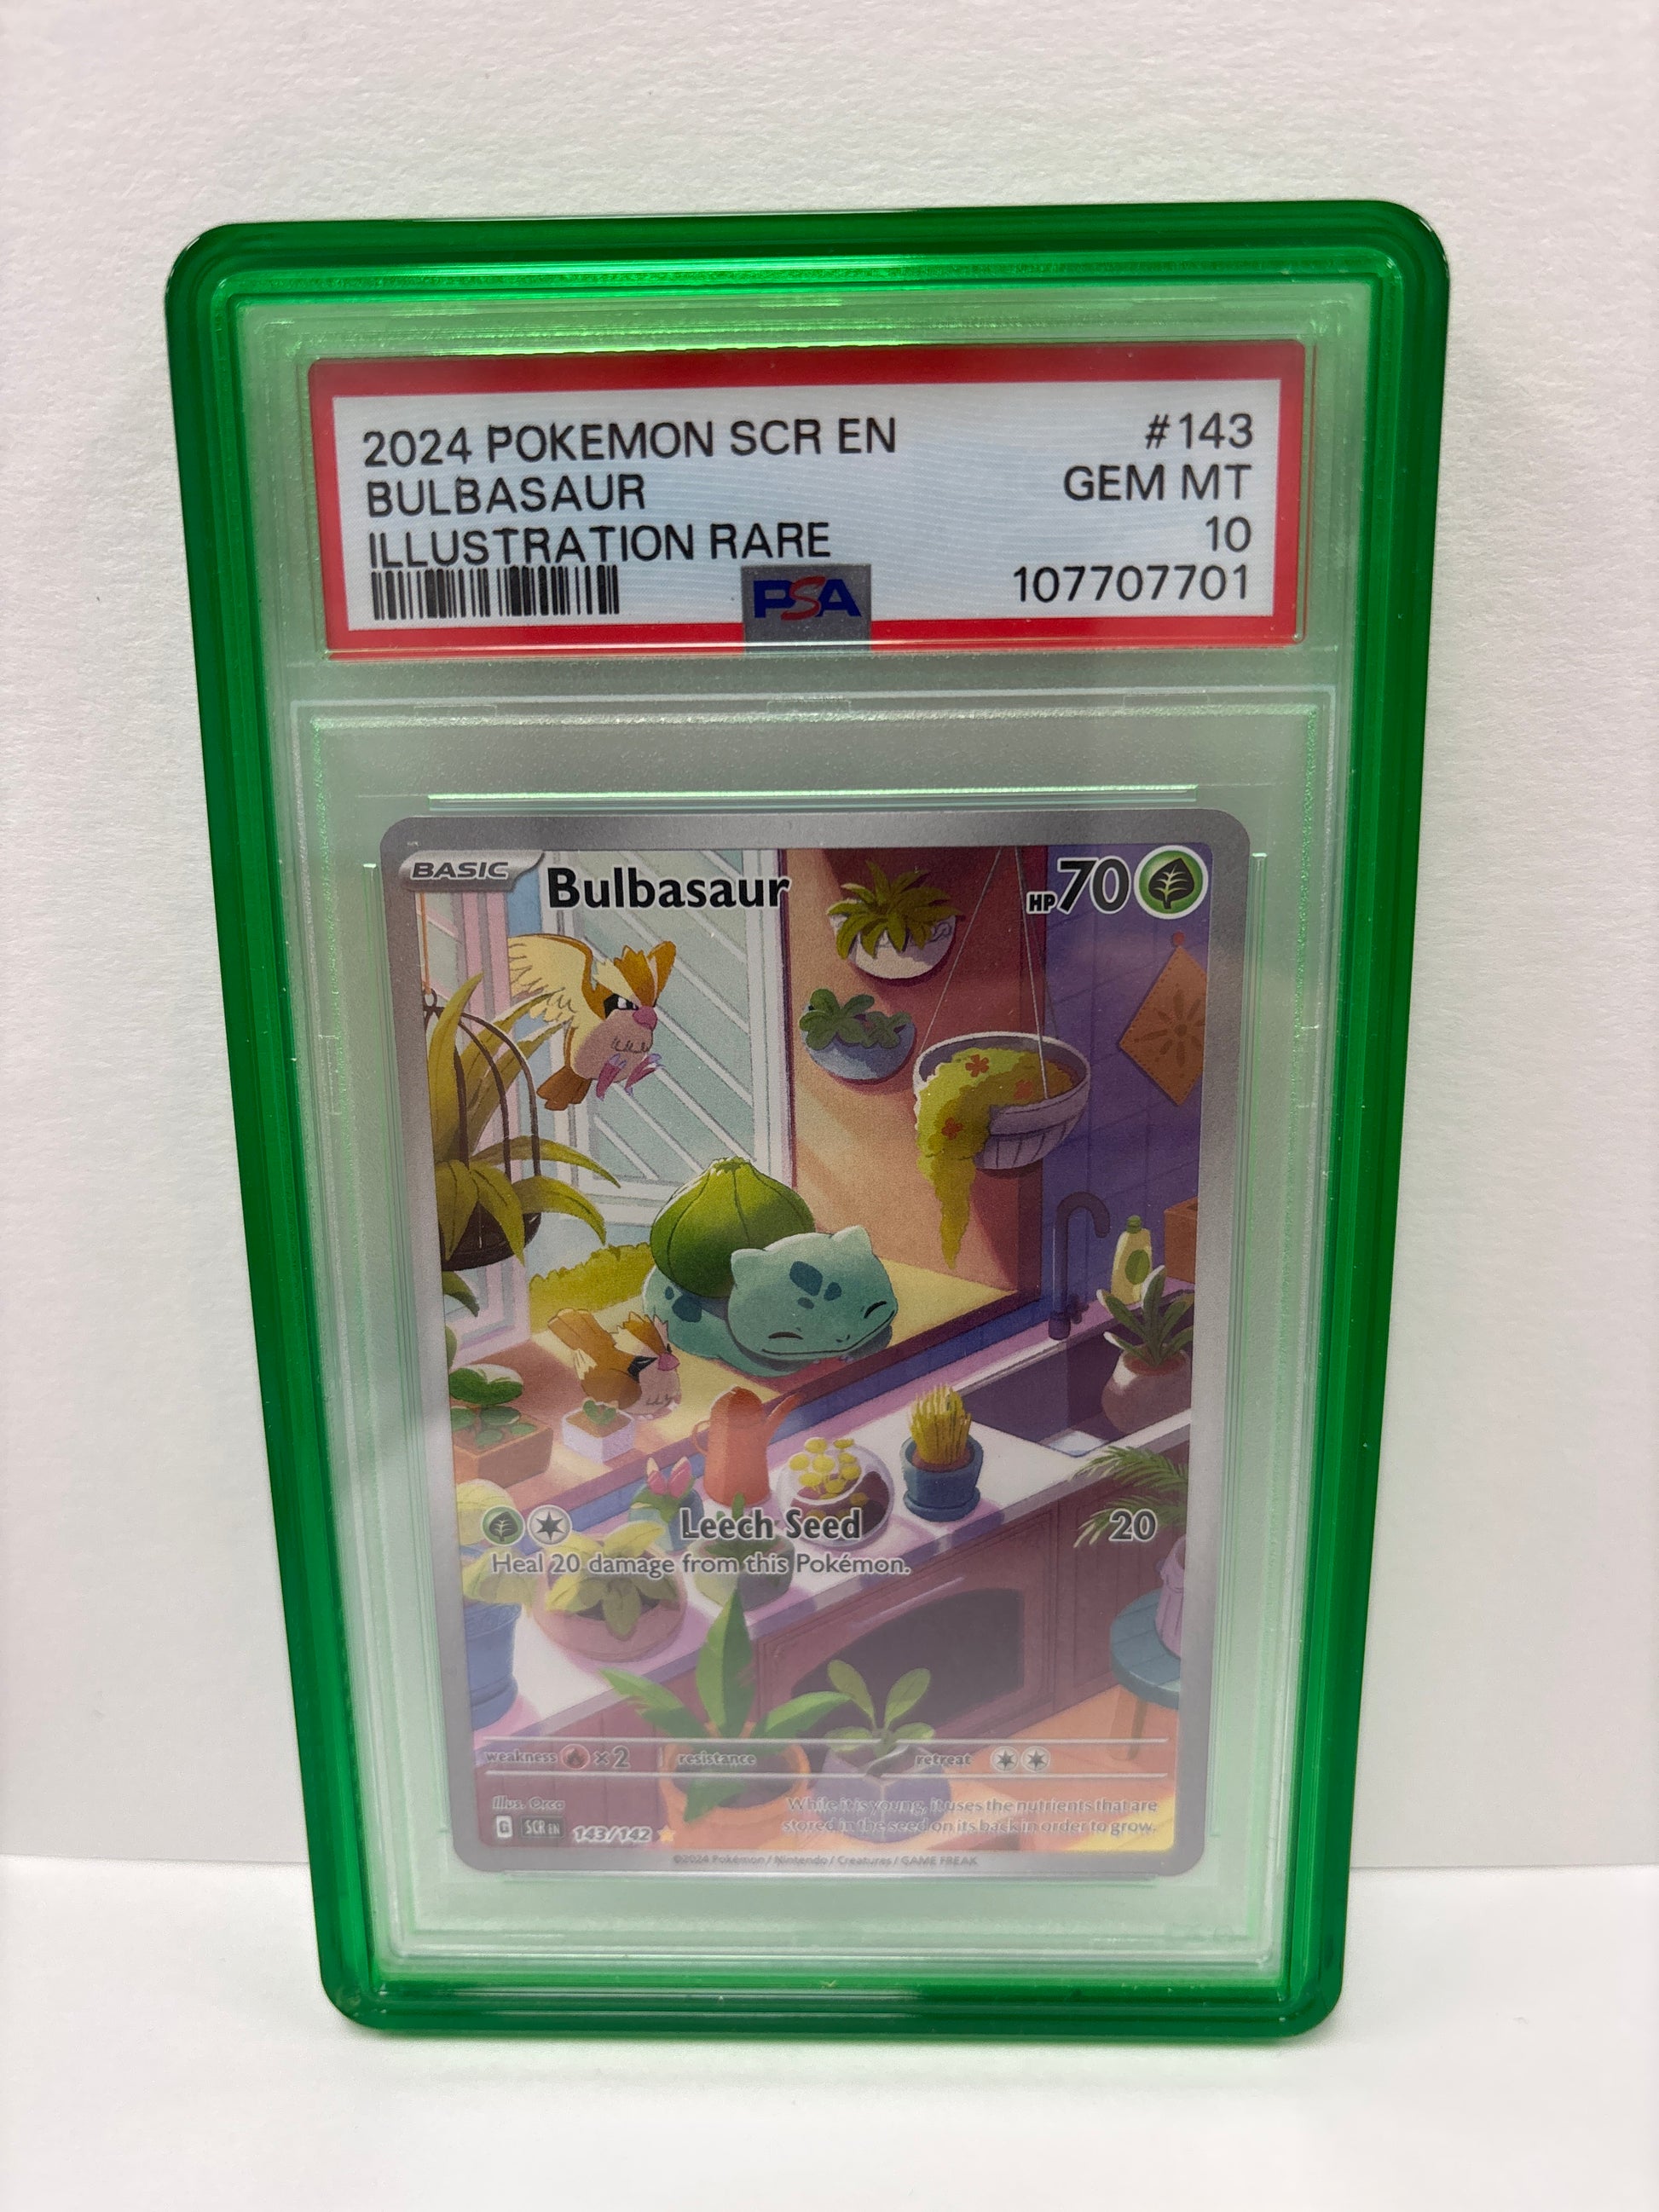 2024 POKEMON SCR EN #143
BULBASAUR GEM MT
ILLUSTRATION RARE 10
PSA 107707701
BASIC Bulbasaur HP 70
Leech Seed 20
Heal 20 damage from this Pokémon.
weakness ×2 resistance retreat
Illus. Orca
While it is young, it uses the nutrients that are
stored in the seed on its back in order to grow.
G SCR EN 143/142
©2024 Pokémon / Nintendo / Creatures / GAME FREAK